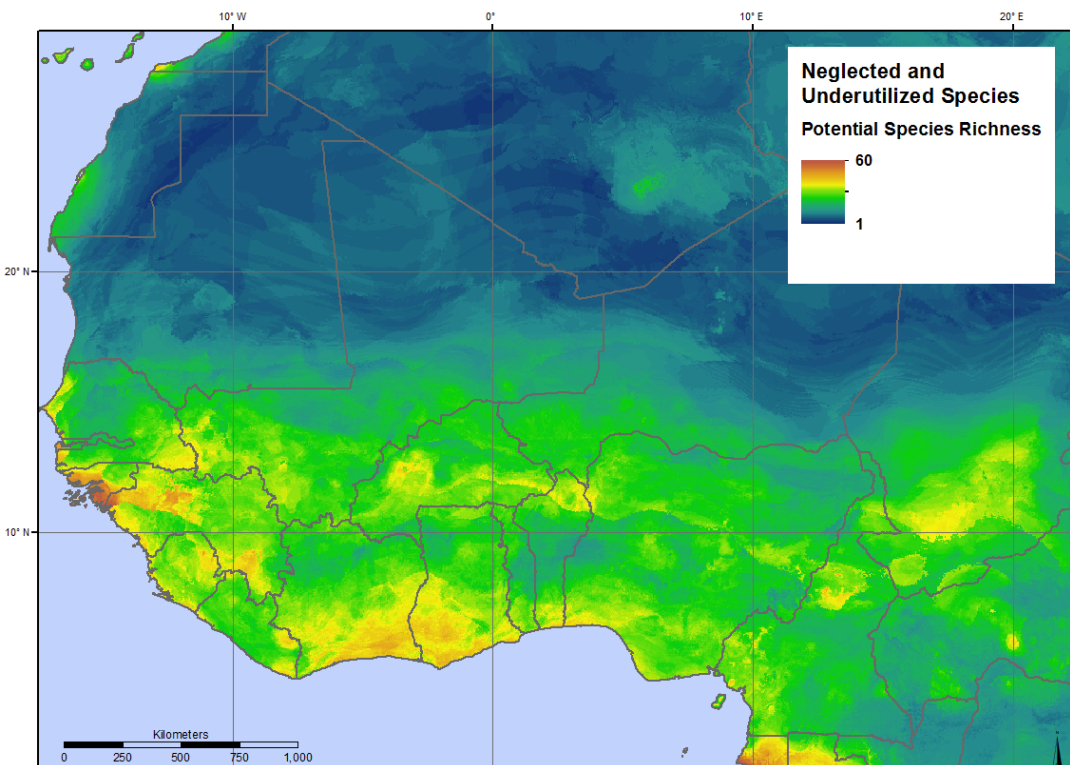 10° W
0°
10° E
20° E
Neglected and
Underutilized Species
Potential Species Richness
60
1
20° N
10° N
Kilometers
0 250 500 750 1,000